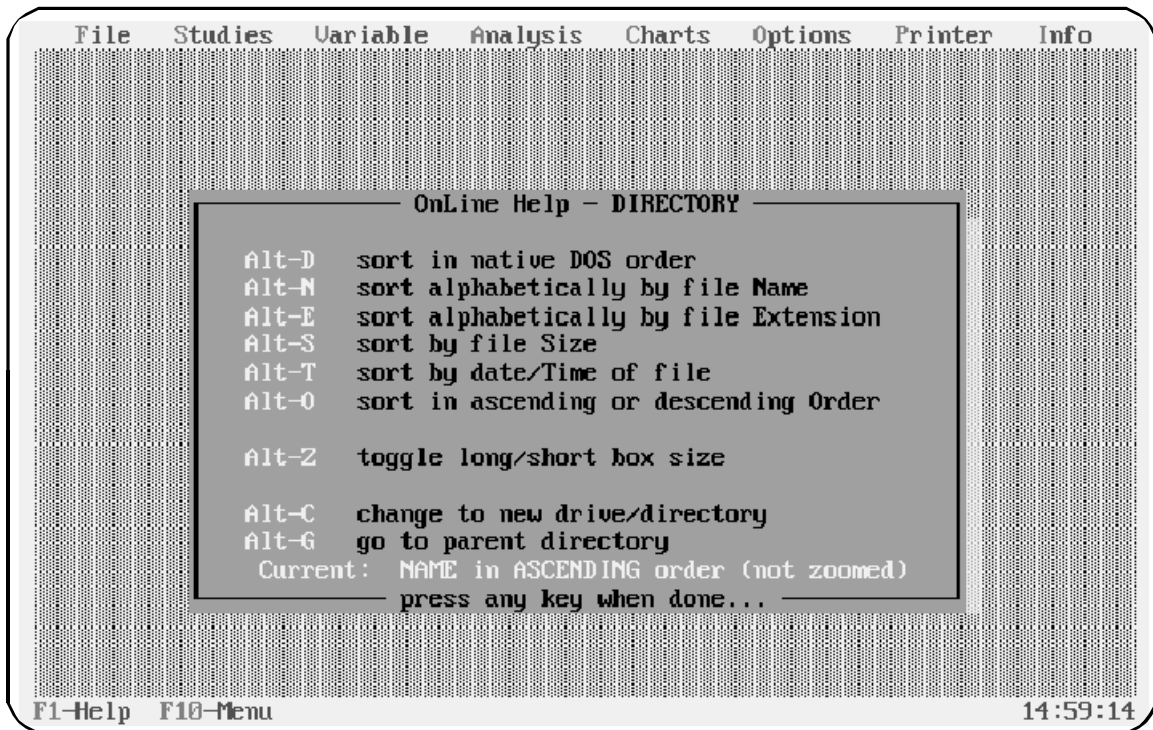 File Studies Variable Analysis Charts Options Printer Info
OnLine Help – DIRECTORY
Alt-D sort in native DOS order
Alt-N sort alphabetically by file Name
Alt-E sort alphabetically by file Extension
Alt-S sort by file Size
Alt-T sort by date/Time of file
Alt-O sort in ascending or descending Order
Alt-Z toggle long/short box size
Alt-C change to new drive/directory
Alt-G go to parent directory
Current: NAME in ASCENDING order (not zoomed)
press any key when done...
F1-Help F10-Menu 14:59:14